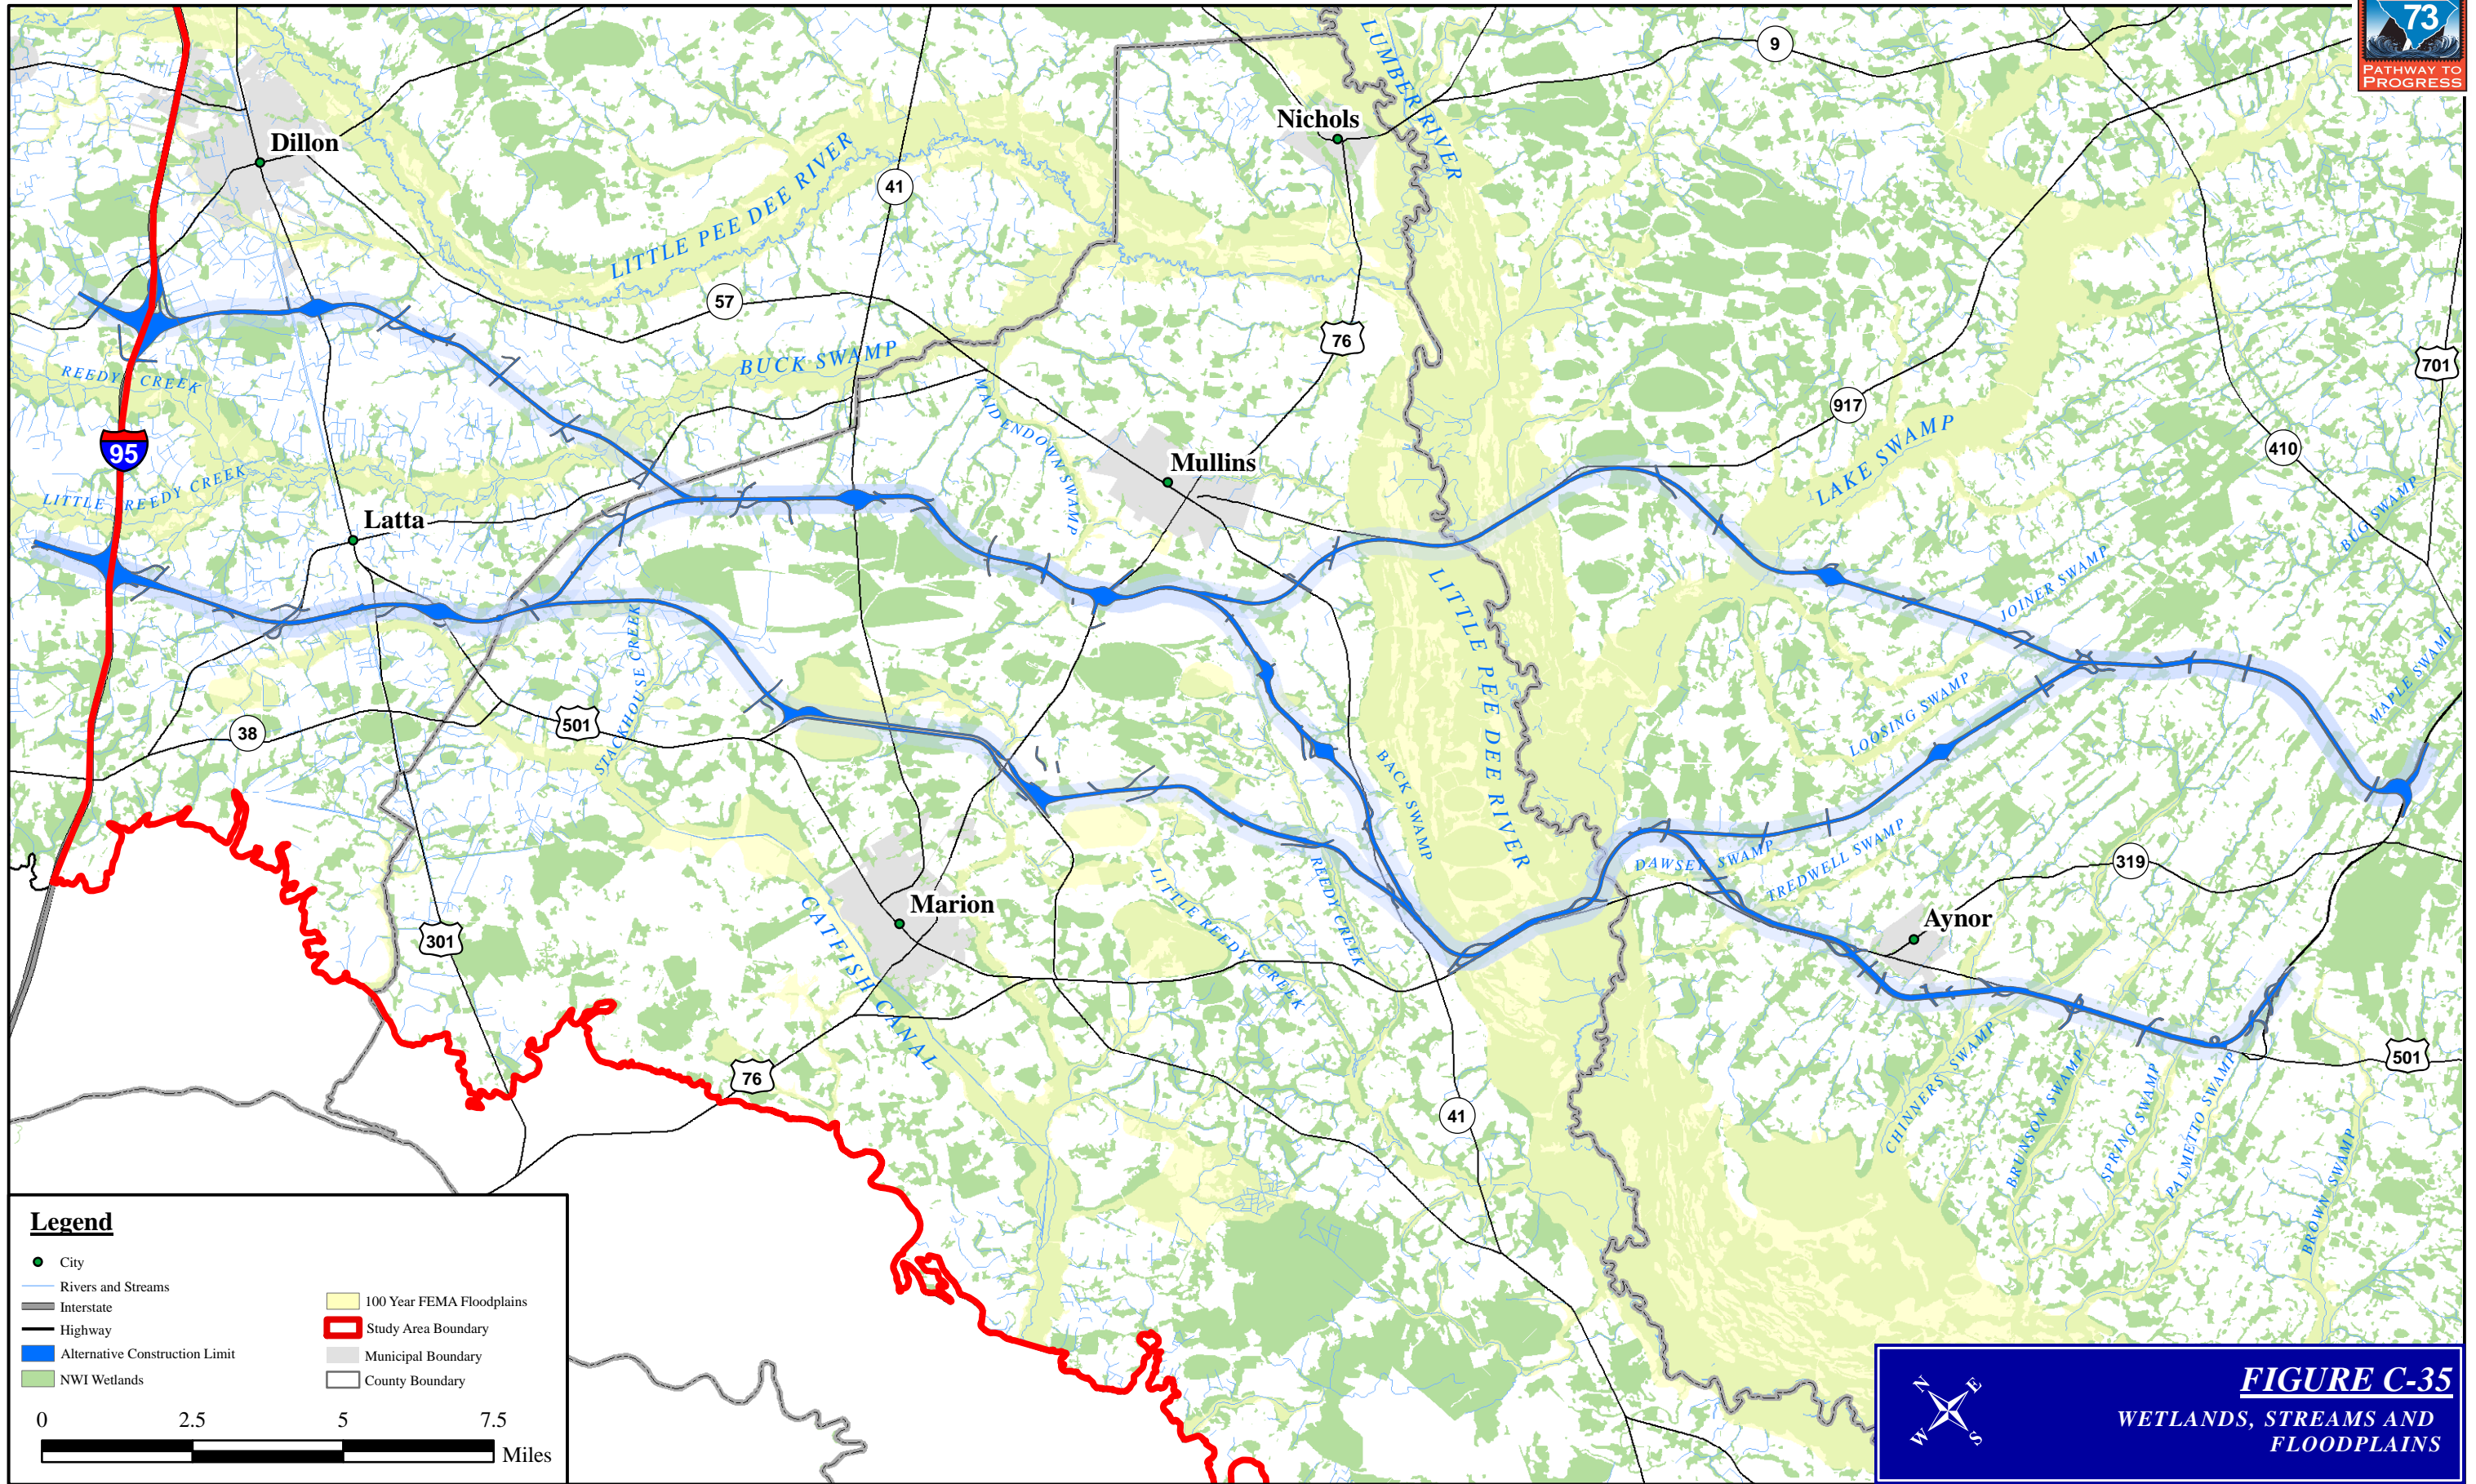 73
PATHWAY TO
PROGRESS
9
LUMBER RIVER
Nichols
Dillon
LITTLE PEE DEE RIVER
41
57
BUCK SWAMP
76
701
REEDY CREEK
MAIDENDOWN SWAMP
917
LAKE SWAMP
410
95
Mullins
LITTLE REEDY CREEK
Latta
BUG SWAMP
JOINER SWAMP
LITTLE PEE DEE RIVER
STACKHOUSE CREEK
MAPLE SWAMP
LOOSING SWAMP
501
38
BACK SWAMP
DAWSEY SWAMP
TREDWELL SWAMP
319
Marion
LITTLE REEDY CREEK
REEDY CREEK
Aynor
CATFISH CANAL
301
76
501
41
CHINNERS SWAMP
BRUNSON SWAMP
SPRING SWAMP
PALMETTO SWAMP
BROWN SWAMP
Legend
City
Rivers and Streams
Interstate
Highway
Alternative Construction Limit
NWI Wetlands
100 Year FEMA Floodplains
Study Area Boundary
Municipal Boundary
County Boundary
0 2.5 5 7.5
Miles
N E
W S
FIGURE C-35
WETLANDS, STREAMS AND
FLOODPLAINS